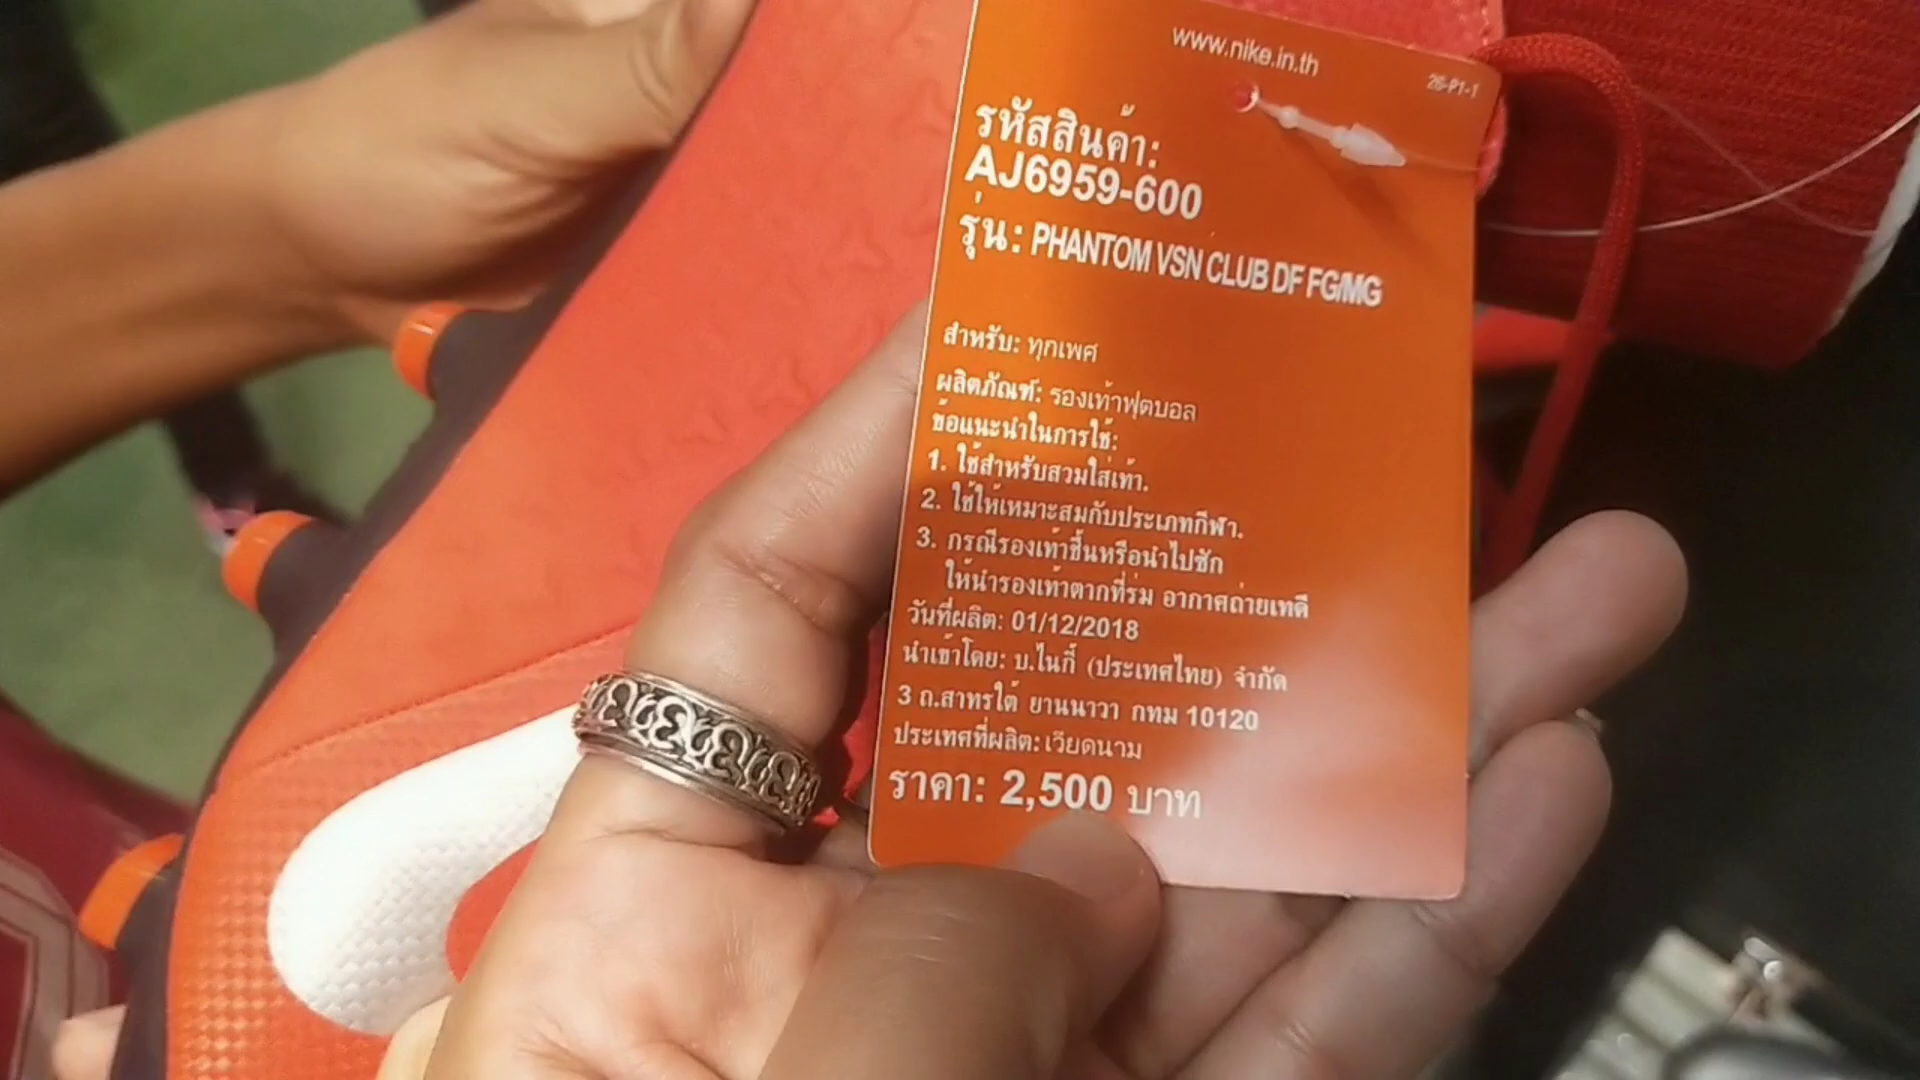 www.nike.in.th
26-P1-1
รหัสสินค้า:
AJ6959-600
รุ่น: PHANTOM VSN CLUB DF FG/MG
สำหรับ: ทุกเพศ
ผลิตภัณฑ์: รองเท้าฟุตบอล
ข้อแนะนำในการใช้:
1. ใช้สำหรับสวมใส่เท้า.
2. ใช้ให้เหมาะสมกับประเภทกีฬา.
3. กรณีรองเท้าชื้นหรือนำไปซัก
ให้นำรองเท้าตากที่ร่ม อากาศถ่ายเทดี
วันที่ผลิต: 01/12/2018
นำเข้าโดย: บ.ไนกี้ (ประเทศไทย) จำกัด
3 ถ.สาทรใต้ ยานนาวา กทม 10120
ประเทศที่ผลิต: เวียดนาม
ราคา: 2,500 บาท